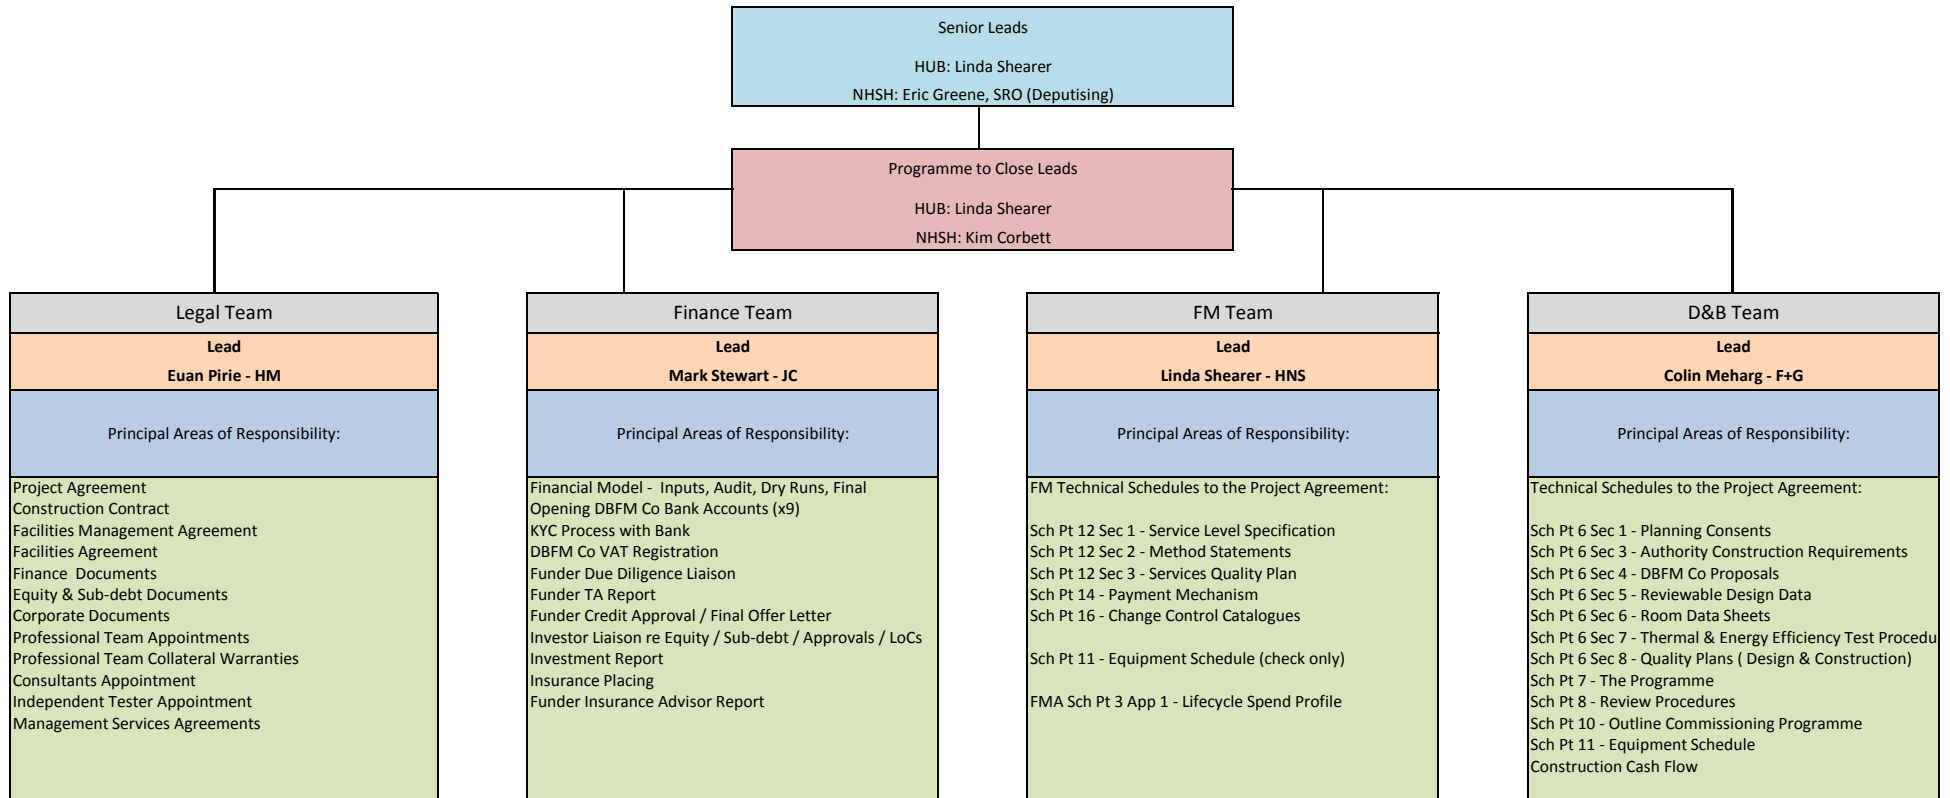 Senior Leads
HUB: Linda Shearer
NHSH: Eric Greene, SRO (Deputising)
Programme to Close Leads
HUB: Linda Shearer
NHSH: Kim Corbett
Legal Team
Lead
Euan Pirie - HM
Principal Areas of Responsibility:
Project Agreement
Construction Contract
Facilities Management Agreement
Facilities Agreement
Finance  Documents
Equity & Sub-debt Documents
Corporate Documents
Professional Team Appointments
Professional Team Collateral Warranties
Consultants Appointment
Independent Tester Appointment
Management Services Agreements
Finance Team
Lead
Mark Stewart - JC
Principal Areas of Responsibility:
Financial Model -  Inputs, Audit, Dry Runs, Final
Opening DBFM Co Bank Accounts (x9)
KYC Process with Bank
DBFM Co VAT Registration
Funder Due Diligence Liaison
Funder TA Report
Funder Credit Approval / Final Offer Letter
Investor Liaison re Equity / Sub-debt / Approvals / LoCs
Investment Report
Insurance Placing
Funder Insurance Advisor Report
FM Team
Lead
Linda Shearer - HNS
Principal Areas of Responsibility:
FM Technical Schedules to the Project Agreement:
Sch Pt 12 Sec 1 - Service Level Specification
Sch Pt 12 Sec 2 - Method Statements
Sch Pt 12 Sec 3 - Services Quality Plan
Sch Pt 14 - Payment Mechanism
Sch Pt 16 - Change Control Catalogues
Sch Pt 11 - Equipment Schedule (check only)
FMA Sch Pt 3 App 1 - Lifecycle Spend Profile
D&B Team
Lead
Colin Meharg - F+G
Principal Areas of Responsibility:
Technical Schedules to the Project Agreement:
Sch Pt 6 Sec 1 - Planning Consents
Sch Pt 6 Sec 3 - Authority Construction Requirements
Sch Pt 6 Sec 4 - DBFM Co Proposals
Sch Pt 6 Sec 5 - Reviewable Design Data
Sch Pt 6 Sec 6 - Room Data Sheets
Sch Pt 6 Sec 7 - Thermal & Energy Efficiency Test Procedu
Sch Pt 6 Sec 8 - Quality Plans ( Design & Construction)
Sch Pt 7 - The Programme
Sch Pt 8 - Review Procedures
Sch Pt 10 - Outline Commissioning Programme
Sch Pt 11 - Equipment Schedule
Construction Cash Flow